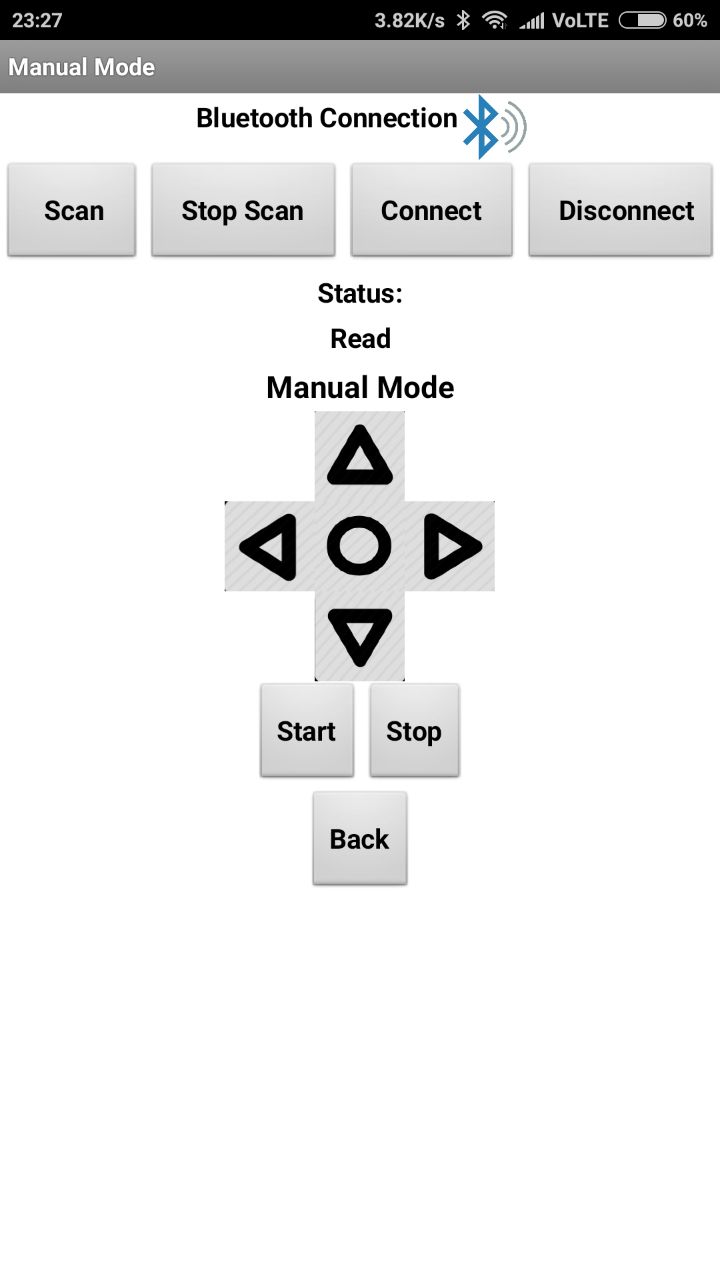 23:27 3.82K/s VoLTE 60%
Manual Mode
Bluetooth Connection
Scan Stop Scan Connect Disconnect
Status:
Read
Manual Mode
Start Stop
Back